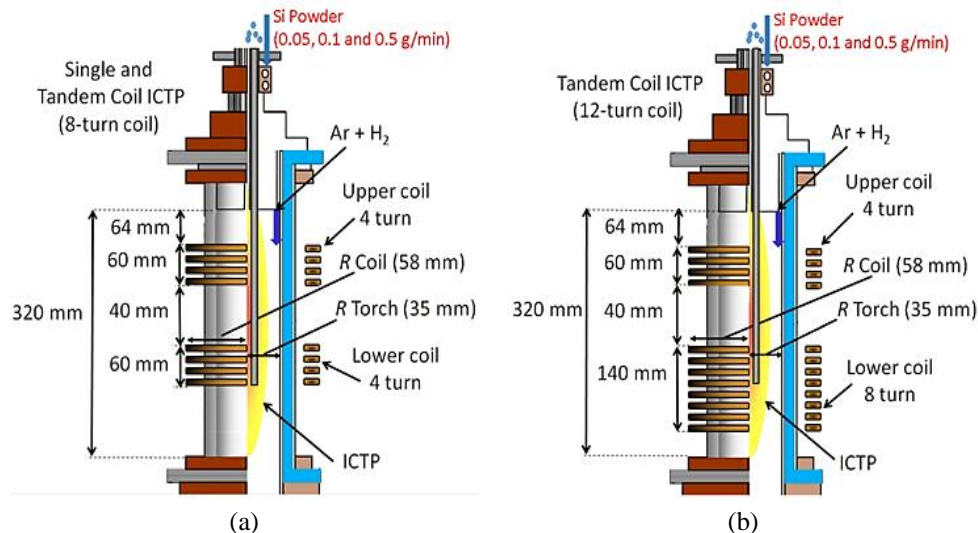 Si Powder
(0.05, 0.1 and 0.5 g/min)
Single and
Tandem Coil ICTP
(8-turn coil)
Ar + H₂
Upper coil
4 turn
64 mm
60 mm
R Coil (58 mm)
320 mm
40 mm
R Torch (35 mm)
60 mm
Lower coil
4 turn
ICTP
(a)
Si Powder
(0.05, 0.1 and 0.5 g/min)
Tandem Coil ICTP
(12-turn coil)
Ar + H₂
Upper coil
4 turn
64 mm
60 mm
R Coil (58 mm)
320 mm
40 mm
R Torch (35 mm)
140 mm
Lower coil
8 turn
ICTP
(b)